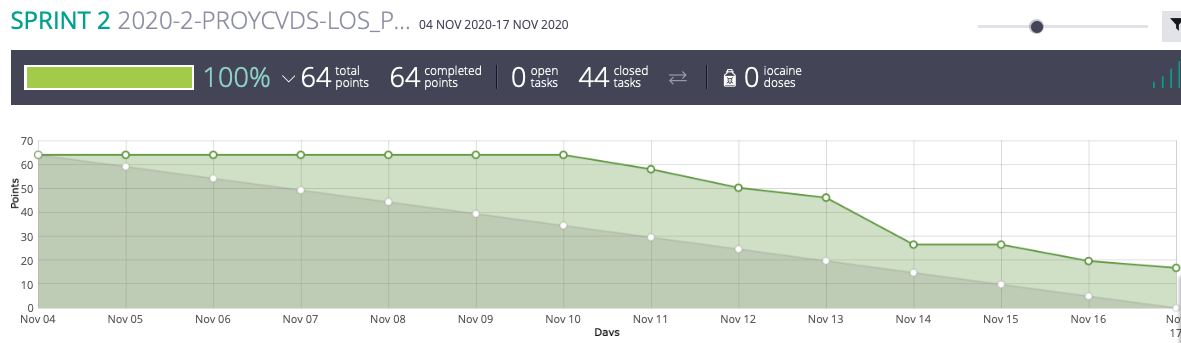 SPRINT 2 2020-2-PROYCVDS-LOS_P... 04 NOV 2020-17 NOV 2020
100% 64 total points 64 completed points 0 open tasks 44 closed tasks 0 iocaine doses
70
60
50
40
30
20
10
0
Points
Nov 04 Nov 05 Nov 06 Nov 07 Nov 08 Nov 09 Nov 10 Nov 11 Nov 12 Nov 13 Nov 14 Nov 15 Nov 16 No
17
Days